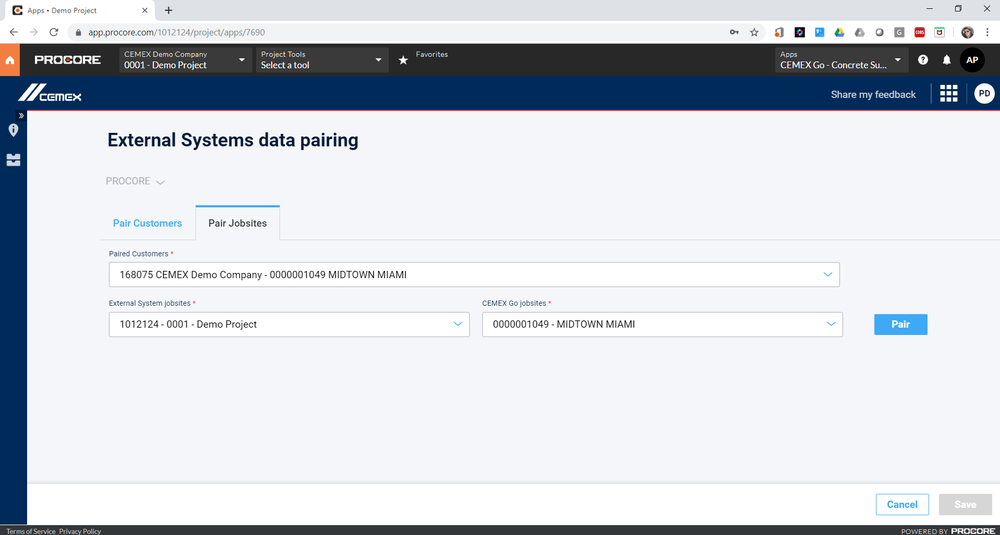 Apps • Demo Project
app.procore.com/1012124/project/apps/7690
G
CORS
PROCORE
CEMEX Demo Company
0001 - Demo Project
Project Tools
Select a tool
Favorites
Apps
CEMEX Go - Concrete Su...
?
AP
CEMEX
Share my feedback
PD
External Systems data pairing
PROCORE
Pair Customers
Pair Jobsites
Paired Customers *
168075 CEMEX Demo Company - 0000001049 MIDTOWN MIAMI
External System jobsites *
CEMEX Go jobsites *
1012124 - 0001 - Demo Project
0000001049 - MIDTOWN MIAMI
Pair
Cancel
Save
Terms of Service Privacy Policy
POWERED BY PROCORE